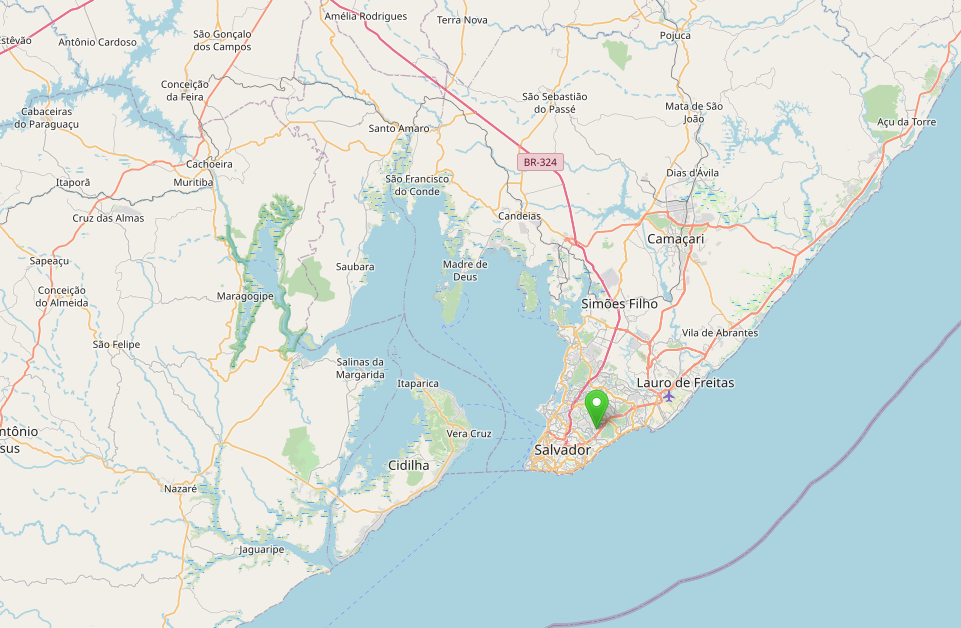 Amélia Rodrigues
Terra Nova
São Gonçalo
dos Campos
Pojuca
stêvão
Antônio Cardoso
Conceição
da Feira
São Sebastião
do Passé
Mata de São
João
Cabaceiras
do Paraguaçu
Açu da Torre
Santo Amaro
BR-324
Cachoeira
Dias d'Ávila
Itaporã
Muritiba
São Francisco
do Conde
Cruz das Almas
Candeias
Camaçari
Sapeaçu
Saubara
Madre de
Deus
Conceição
do Almeida
Maragogipe
Simões Filho
Vila de Abrantes
São Felipe
Salinas da
Margarida
Itaparica
Lauro de Freitas
ntônio
sus
Vera Cruz
Salvador
Cidilha
Nazaré
Jaguaripe